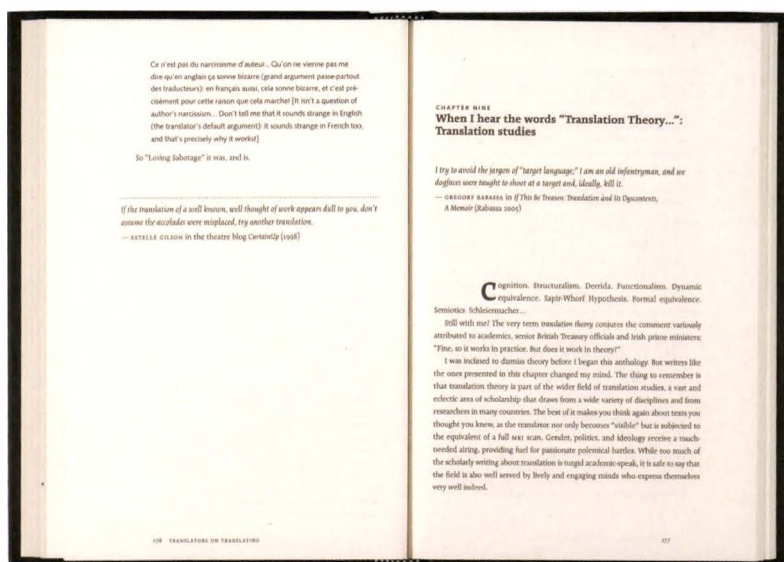 Ce n'est pas du narcissisme d'auteur... Qu'on ne vienne pas me
dire qu'en anglais ça sonne bizarre (grand argument passe-partout
des traducteurs): en français aussi, cela sonne bizarre, et c'est pré-
cisément pour cette raison que cela marche! [It isn't a question of
author's narcissism... Don't tell me that it sounds strange in English
(the translator's default argument): it sounds strange in French too,
and that's precisely why it works!]
So "Loving Sabotage" it was, and is.
If the translation of a well known, well thought of work appears dull to you, don't
assume the accolades were misplaced, try another translation.
— ESTELLE GILSON in the theatre blog CurtainUp (1998)
276 TRANSLATORS ON TRANSLATING
CHAPTER NINE
When I hear the words "Translation Theory...":
Translation studies
I try to avoid the jargon of "target language;" I am an old infantryman, and we
dogfaces were taught to shoot at a target and, ideally, kill it.
— GREGORY RABASSA in If This Be Treason: Translation and Its Dyscontents,
A Memoir (Rabassa 2005)
Cognition. Structuralism. Derrida. Functionalism. Dynamic
equivalence. Sapir-Whorf Hypothesis. Formal equivalence.
Semiotics. Schleiermacher...
Still with me? The very term translation theory conjures the comment variously
attributed to academics, senior British Treasury officials and Irish prime ministers:
"Fine, so it works in practice. But does it work in theory?"
I was inclined to dismiss theory before I began this anthology. But writers like
the ones presented in this chapter changed my mind. The thing to remember is
that translation theory is part of the wider field of translation studies, a vast and
eclectic area of scholarship that draws from a wide variety of disciplines and from
researchers in many countries. The best of it makes you think again about texts you
thought you knew, as the translator not only becomes "visible" but is subjected to
the equivalent of a full MRI scan. Gender, politics, and ideology receive a much-
needed airing, providing fuel for passionate polemical battles. While too much of
the scholarly writing about translation is turgid academic-speak, it is safe to say that
the field is also well served by lively and engaging minds who express themselves
very well indeed.
277